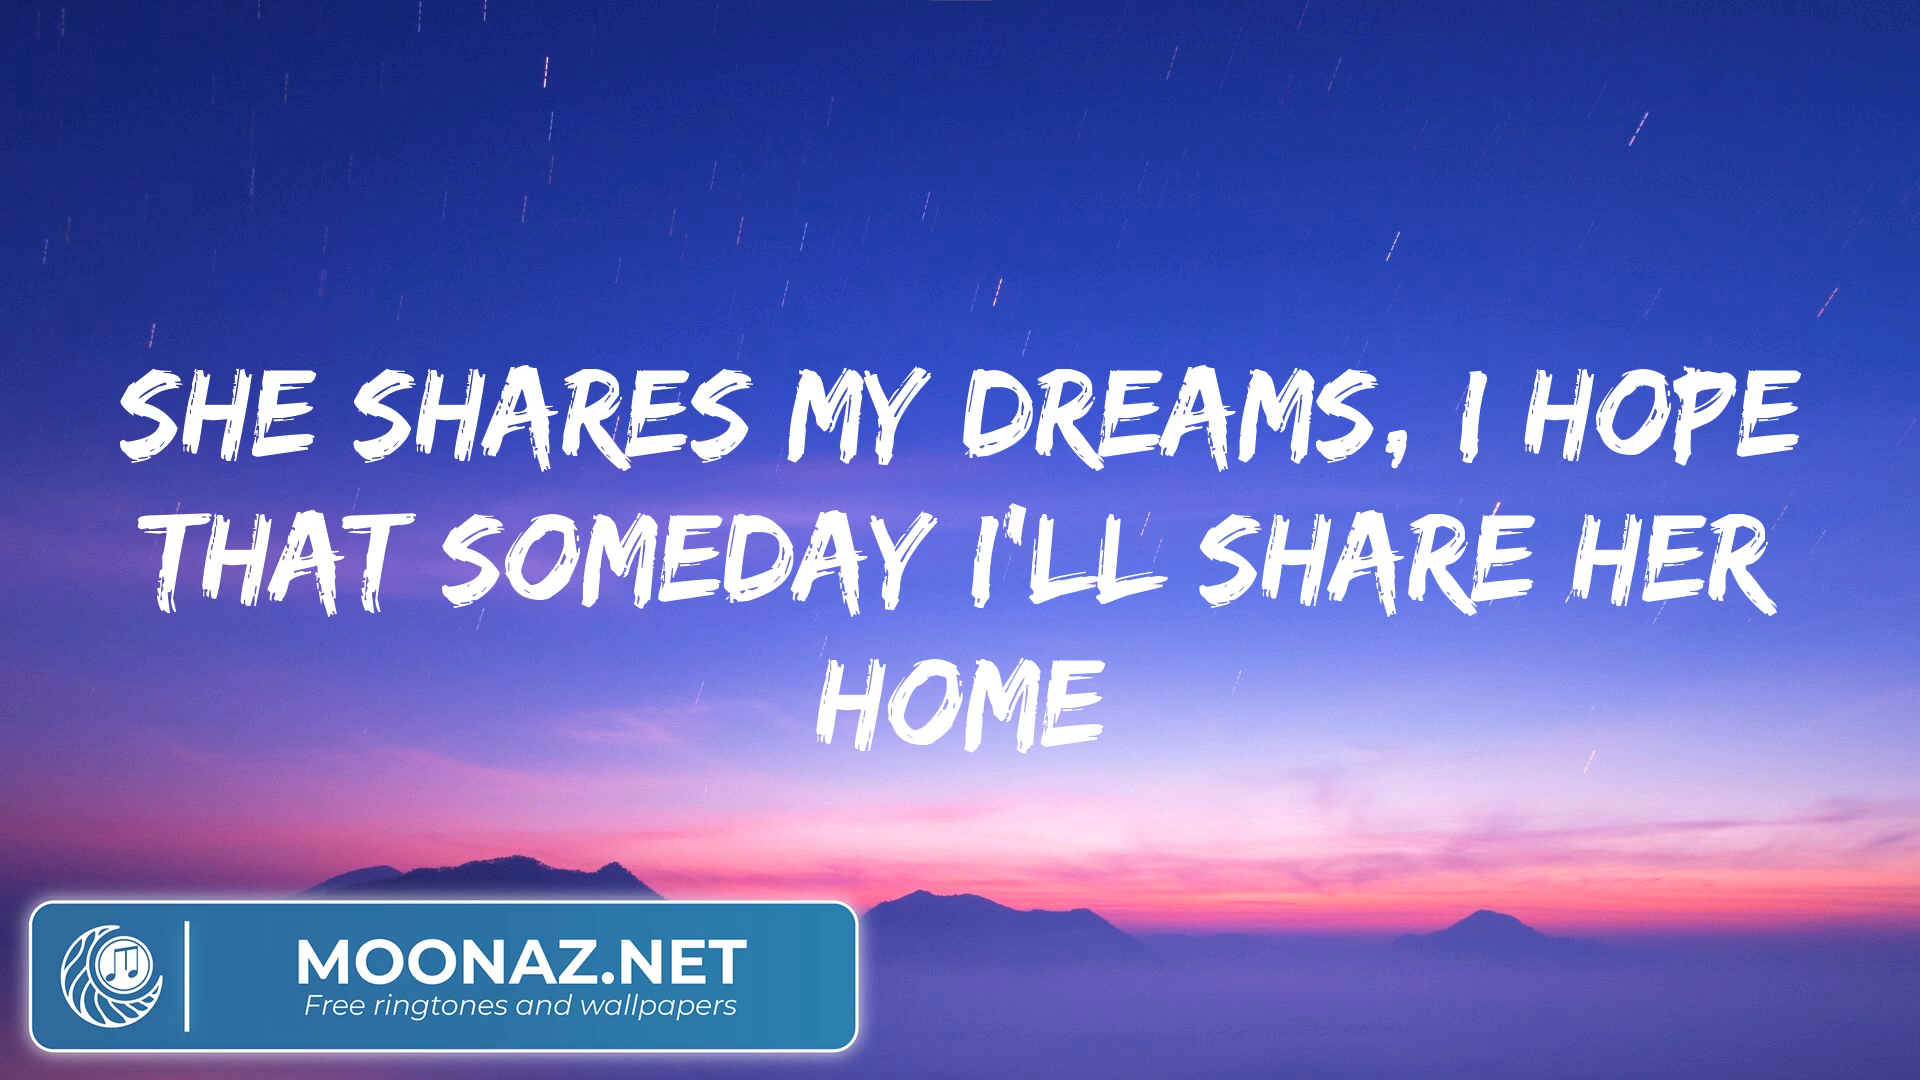 SHE SHARES MY DREAMS, I HOPE
THAT SOMEDAY I'LL SHARE HER
HOME
MOONAZ.NET
Free ringtones and wallpapers